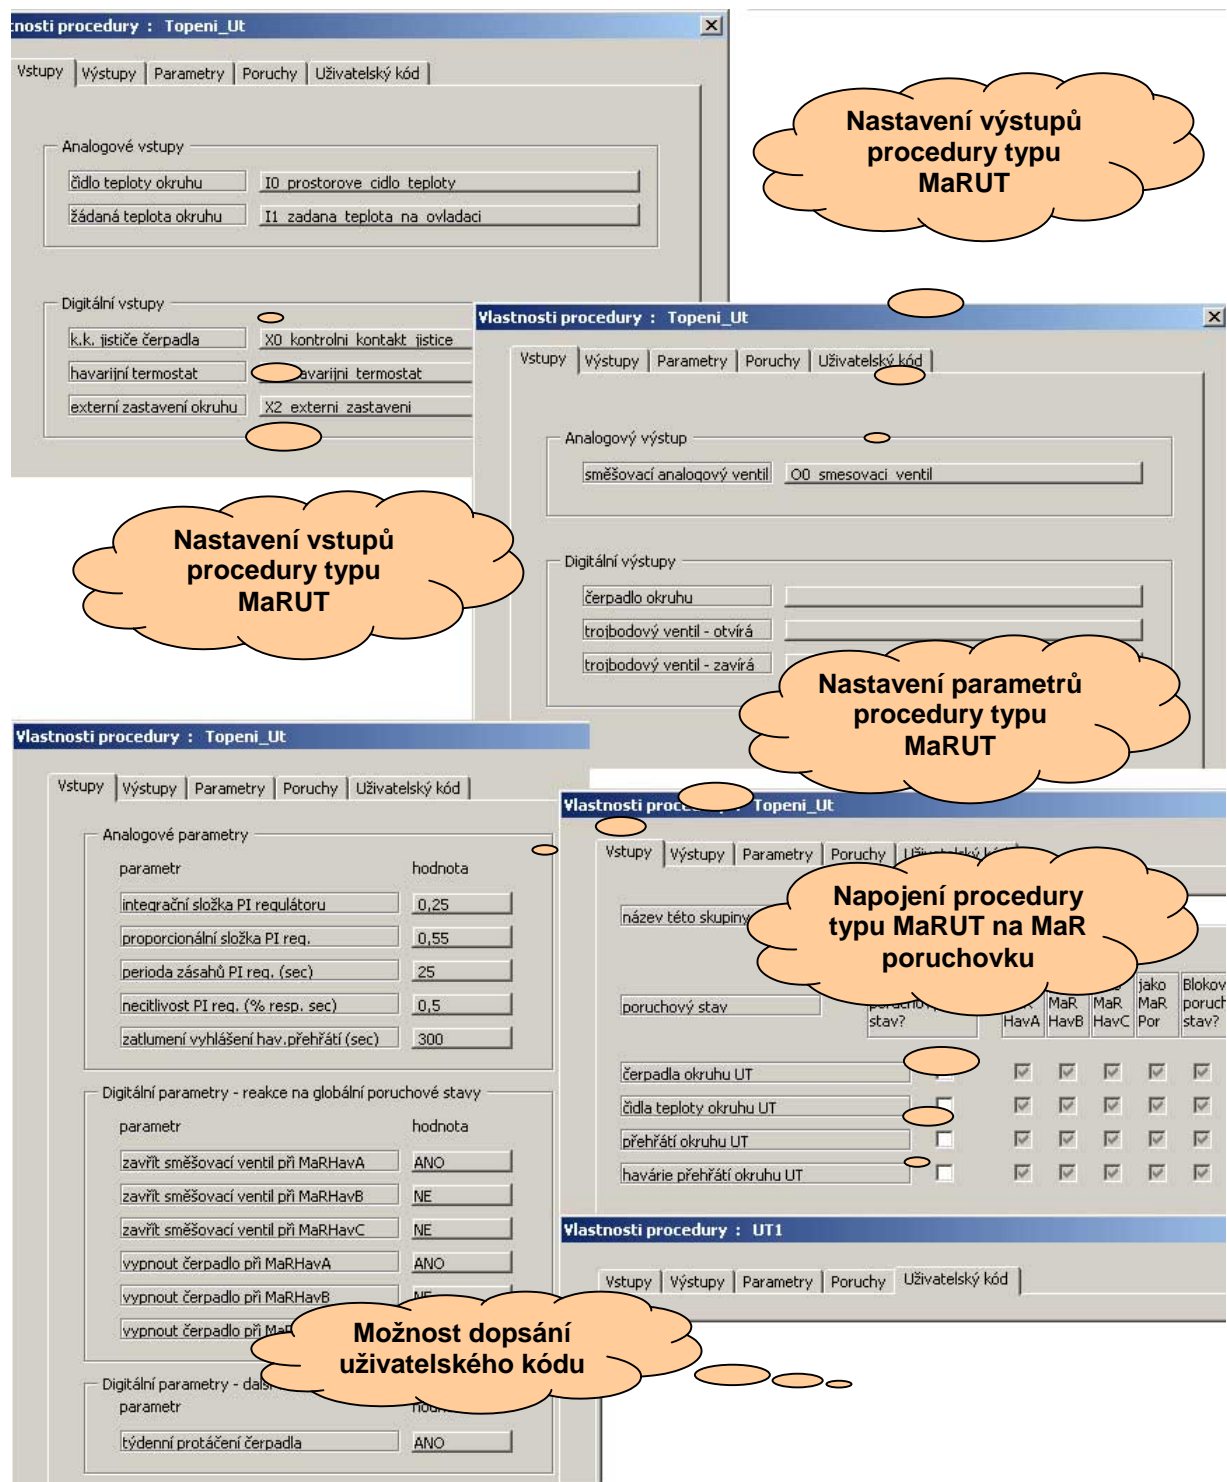 tnosti procedury : Topeni_Ut
Vstupy Výstupy Parametry Poruchy Uživatelský kód
Analogové vstupy
čidlo teploty okruhu I0 prostorove cidlo teploty
žádaná teplota okruhu I1 zadana teplota na ovladaci
Digitální vstupy
k.k. jističe čerpadla X0 kontrolni kontakt jistice
havarijní termostat avarijni termostat
externí zastavení okruhu X2 externi zastaveni
Nastavení výstupů
procedury typu
MaRUT
Vlastnosti procedury : Topeni_Ut
Vstupy Výstupy Parametry Poruchy Uživatelský kód
Analogový výstup
směšovací analogový ventil O0 smesovaci ventil
Digitální výstupy
čerpadlo okruhu
trojbodový ventil - otvírá
trojbodový ventil - zavírá
Nastavení vstupů
procedury typu
MaRUT
Nastavení parametrů
procedury typu
MaRUT
Vlastnosti procedury : Topeni_Ut
Vstupy Výstupy Parametry Poruchy Uživatelský kód
Analogové parametry
parametr hodnota
integrační složka PI regulátoru 0,25
proporcionální složka PI reg. 0,55
perioda zásahů PI reg. (sec) 25
necitlivost PI reg. (% resp. sec) 0,5
zatlumení vyhlášení hav.přehřátí (sec) 300
Digitální parametry - reakce na globální poruchové stavy
parametr hodnota
zavřít směšovací ventil při MaRHavA ANO
zavřít směšovací ventil při MaRHavB NE
zavřít směšovací ventil při MaRHavC NE
vypnout čerpadlo při MaRHavA ANO
vypnout čerpadlo při MaRHavB NE
vypnout čerpadlo při MaR
Digitální parametry - další
parametr hodnota
týdenní protáčení čerpadla ANO
Vlastnosti procedury : Topeni_Ut
Vstupy Výstupy Parametry Poruchy Uživatelský kód
Napojení procedury
typu MaRUT na MaR
poruchovku
název této skupiny
poruchový stav
stav?
HavA
MaR
HavB
MaR
HavC
jako
MaR
Por
Blokov
poruch
stav?
čerpadla okruhu UT
čidla teploty okruhu UT
přehřátí okruhu UT
havárie přehřátí okruhu UT
Vlastnosti procedury : UT1
Vstupy Výstupy Parametry Poruchy Uživatelský kód
Možnost dopsání
uživatelského kódu